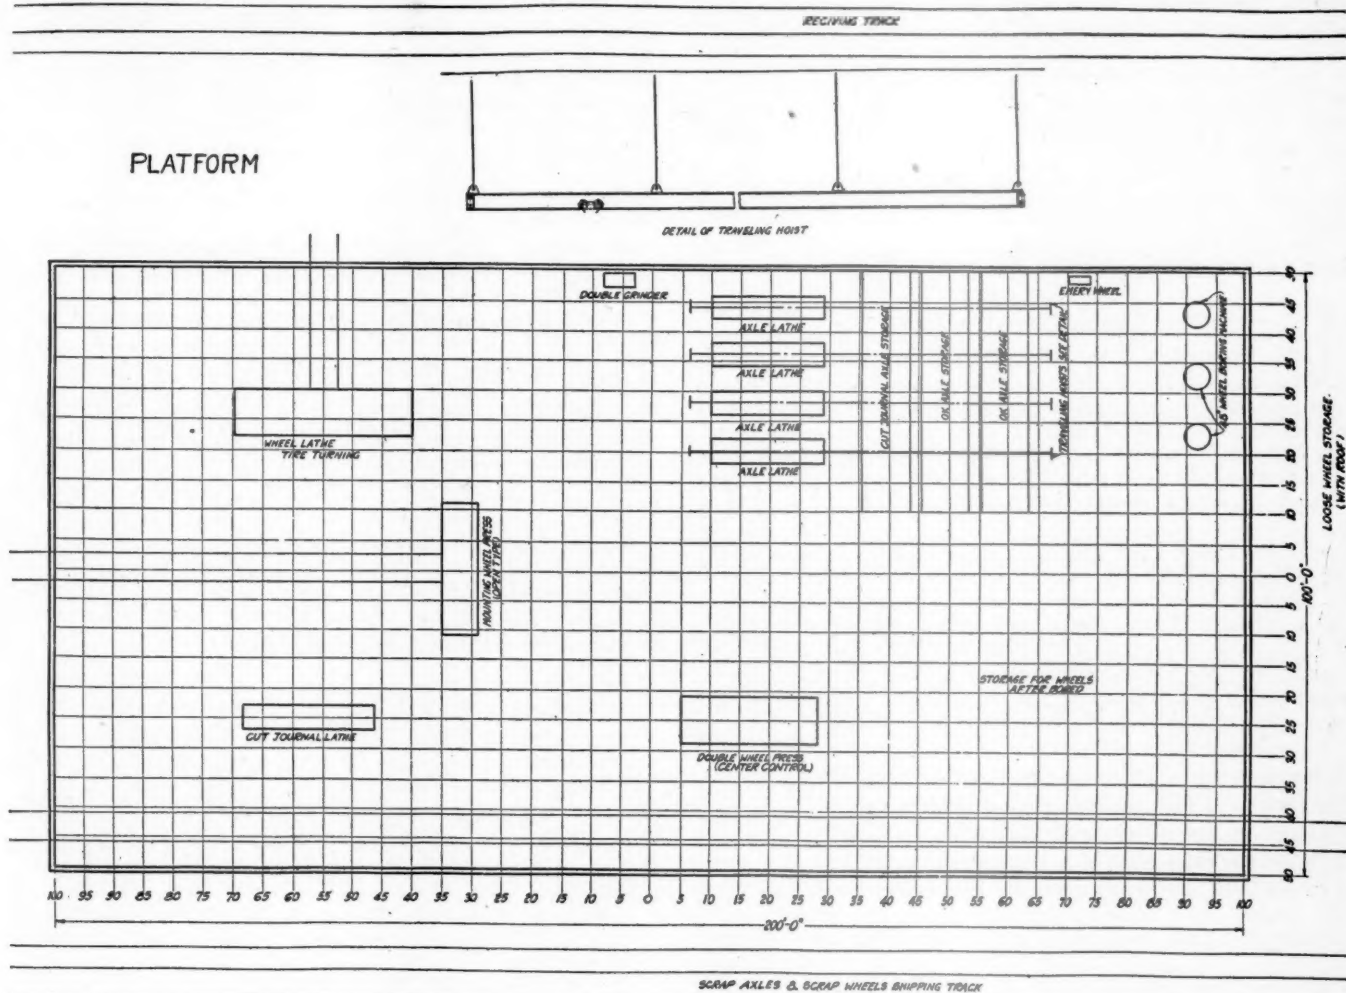 RECIVING TRACK
PLATFORM
DETAIL OF TRAVELING HOIST
DOUBLE GRINDER
EMERY WHEEL
AXLE LATHE
AXLE LATHE
AXLE LATHE
AXLE LATHE
CUT JOURNAL AXLE STORAGE
OK AXLE STORAGE
OK AXLE STORAGE
TRAVELING HOISTS SEE DETAIL
WHEEL BORING MACHINE
WHEEL LATHE
TIRE TURNING
MOUNTING WHEEL PRESS
(OPEN TYPE)
CUT JOURNAL LATHE
DOUBLE WHEEL PRESS
(CENTER CONTROL)
STORAGE FOR WHEELS
AFTER BORED
50
45
40
35
30
25
20
15
10
5
0
5
10
15
20
25
30
35
40
45
50
100'-0"
LOOSE WHEEL STORAGE.
(WITH ROOF)
100 95 90 85 80 75 70 65 60 55 50 45 40 35 30 25 20 15 10 5 0 5 10 15 20 25 30 35 40 45 50 55 60 65 70 75 80 85 90 95 100
200'-0"
SCRAP AXLES & SCRAP WHEELS SHIPPING TRACK